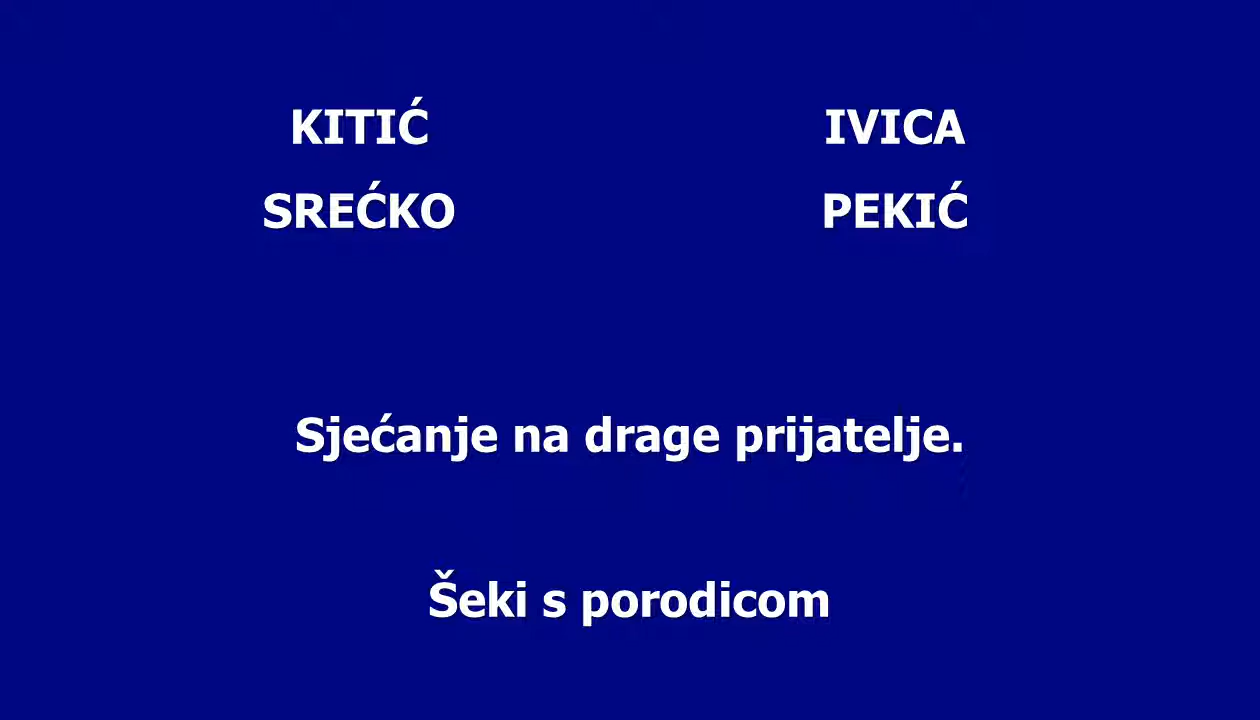 KITIĆ
SREĆKO
IVICA
PEKIĆ
Sjećanje na drage prijatelje.
Šeki s porodicom